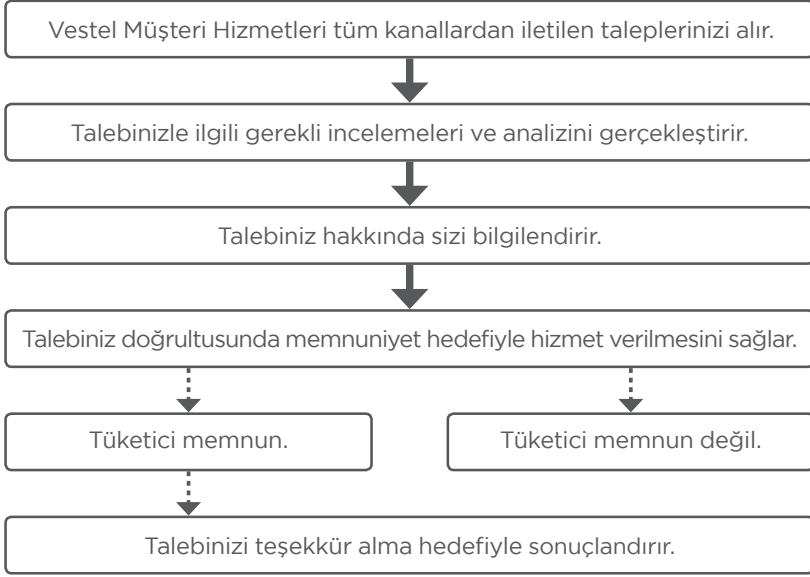 Vestel Müşteri Hizmetleri tüm kanallardan iletilen taleplerinizi alır.
Talebinizle ilgili gerekli incelemeleri ve analizini gerçekleştirir.
Talebiniz hakkında sizi bilgilendirir.
Talebiniz doğrultusunda memnuniyet hedefiyle hizmet verilmesini sağlar.
Tüketici memnun.
Tüketici memnun değil.
Talebinizi teşekkür alma hedefiyle sonuçlandırır.